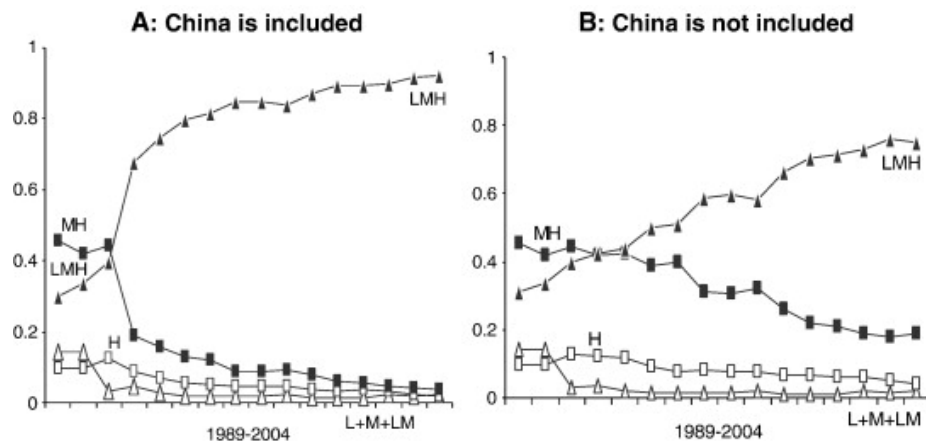 A: China is included
1
0.8
0.6
0.4
0.2
0
LMH
MH
LMH
H
L+M+LM
1989-2004
B: China is not included
1
0.8
0.6
0.4
0.2
0
LMH
MH
H
L+M+LM
1989-2004